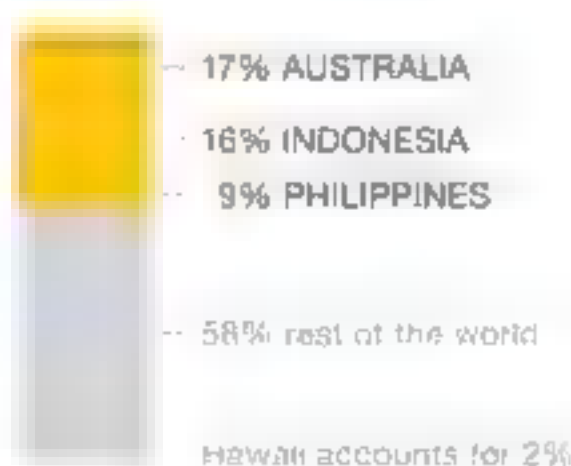 17% AUSTRALIA
16% INDONESIA
9% PHILIPPINES
58% rest of the world
Hawaii accounts for 2%